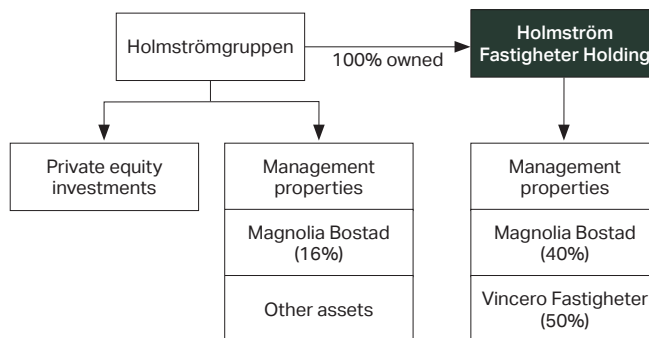 Holmströmgruppen
100% owned
Holmström
Fastigheter Holding
Private equity
investments
Management
properties
Magnolia Bostad
(16%)
Other assets
Management
properties
Magnolia Bostad
(40%)
Vincero Fastigheter
(50%)